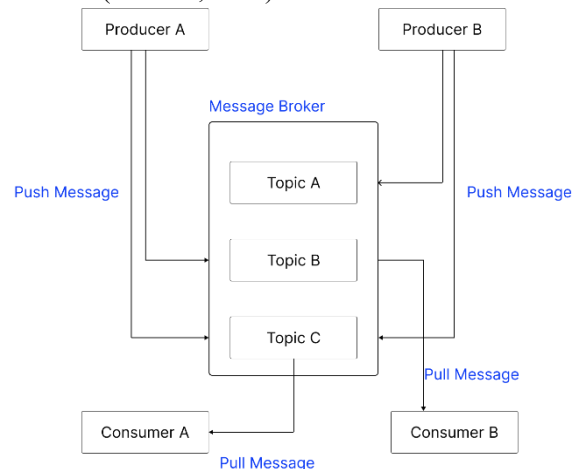 Producer A
Producer B
Message Broker
Topic A
Push Message
Push Message
Topic B
Topic C
Pull Message
Consumer A
Consumer B
Pull Message